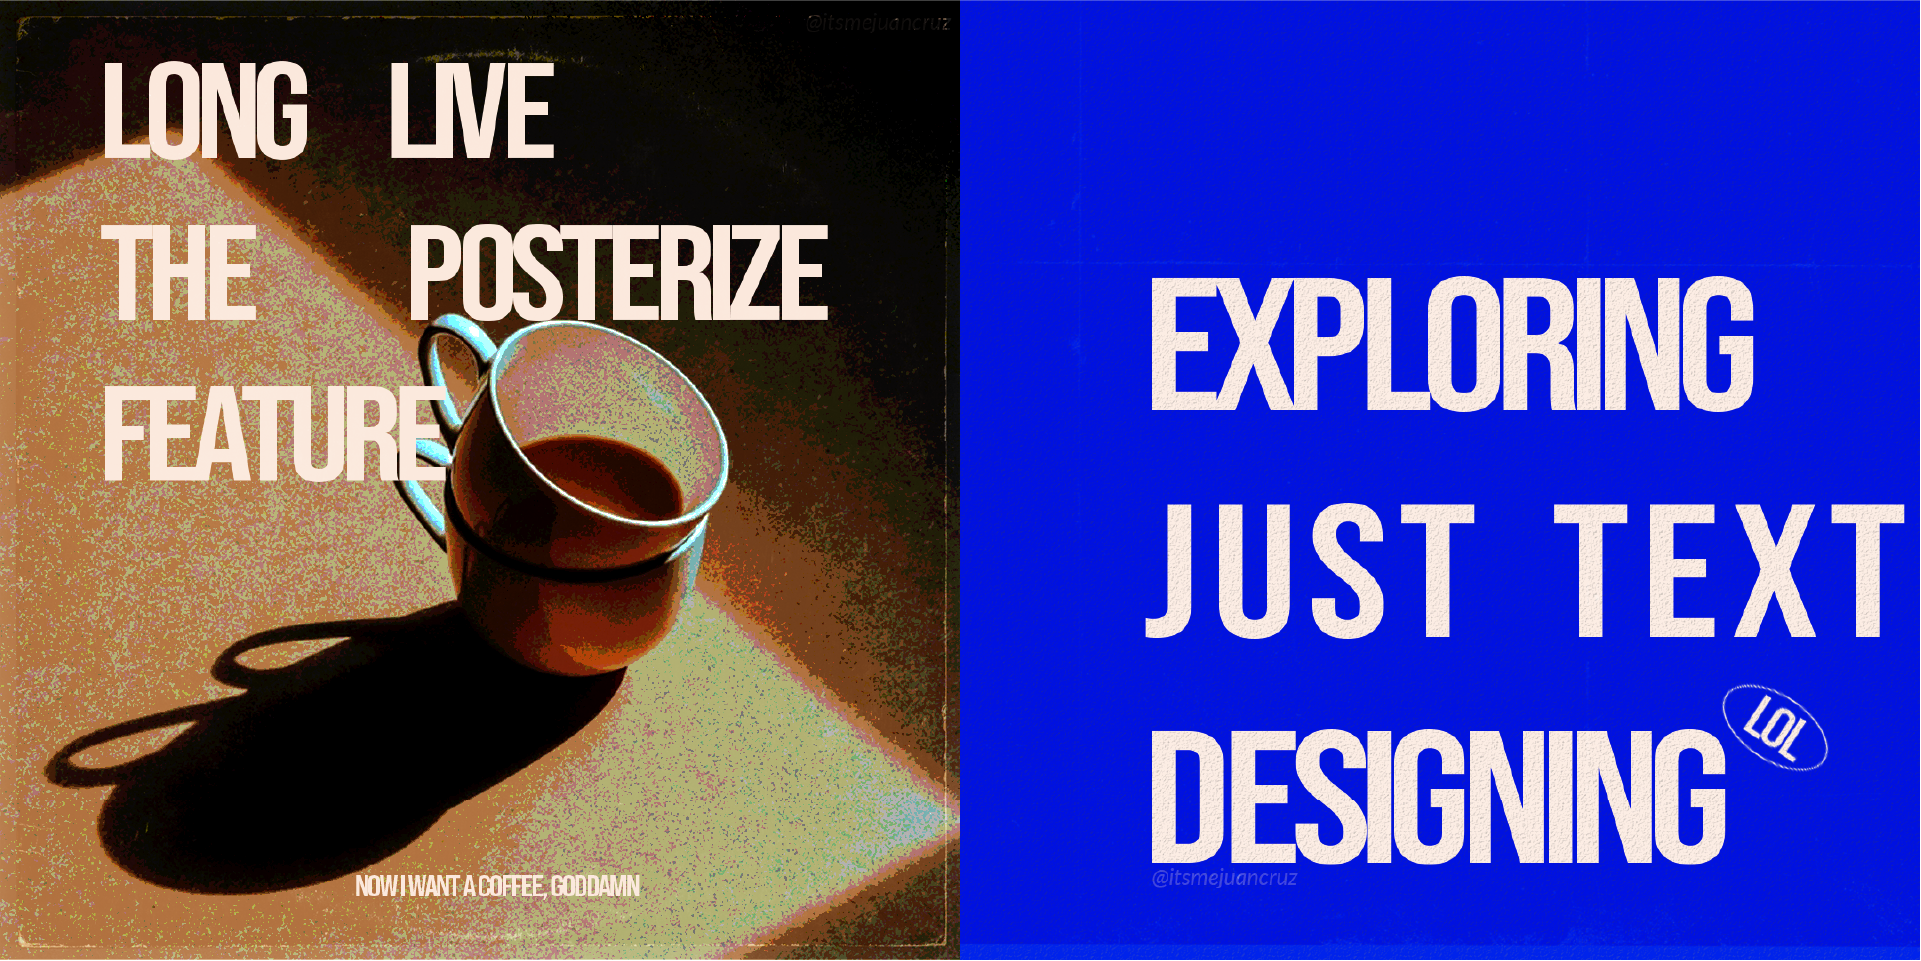 @itsmejuancruz
LONG LIVE
THE POSTERIZE
FEATURE
NOW I WANT A COFFEE, GODDAMN
EXPLORING
JUST TEXT
DESIGNING
LOL
@itsmejuancruz